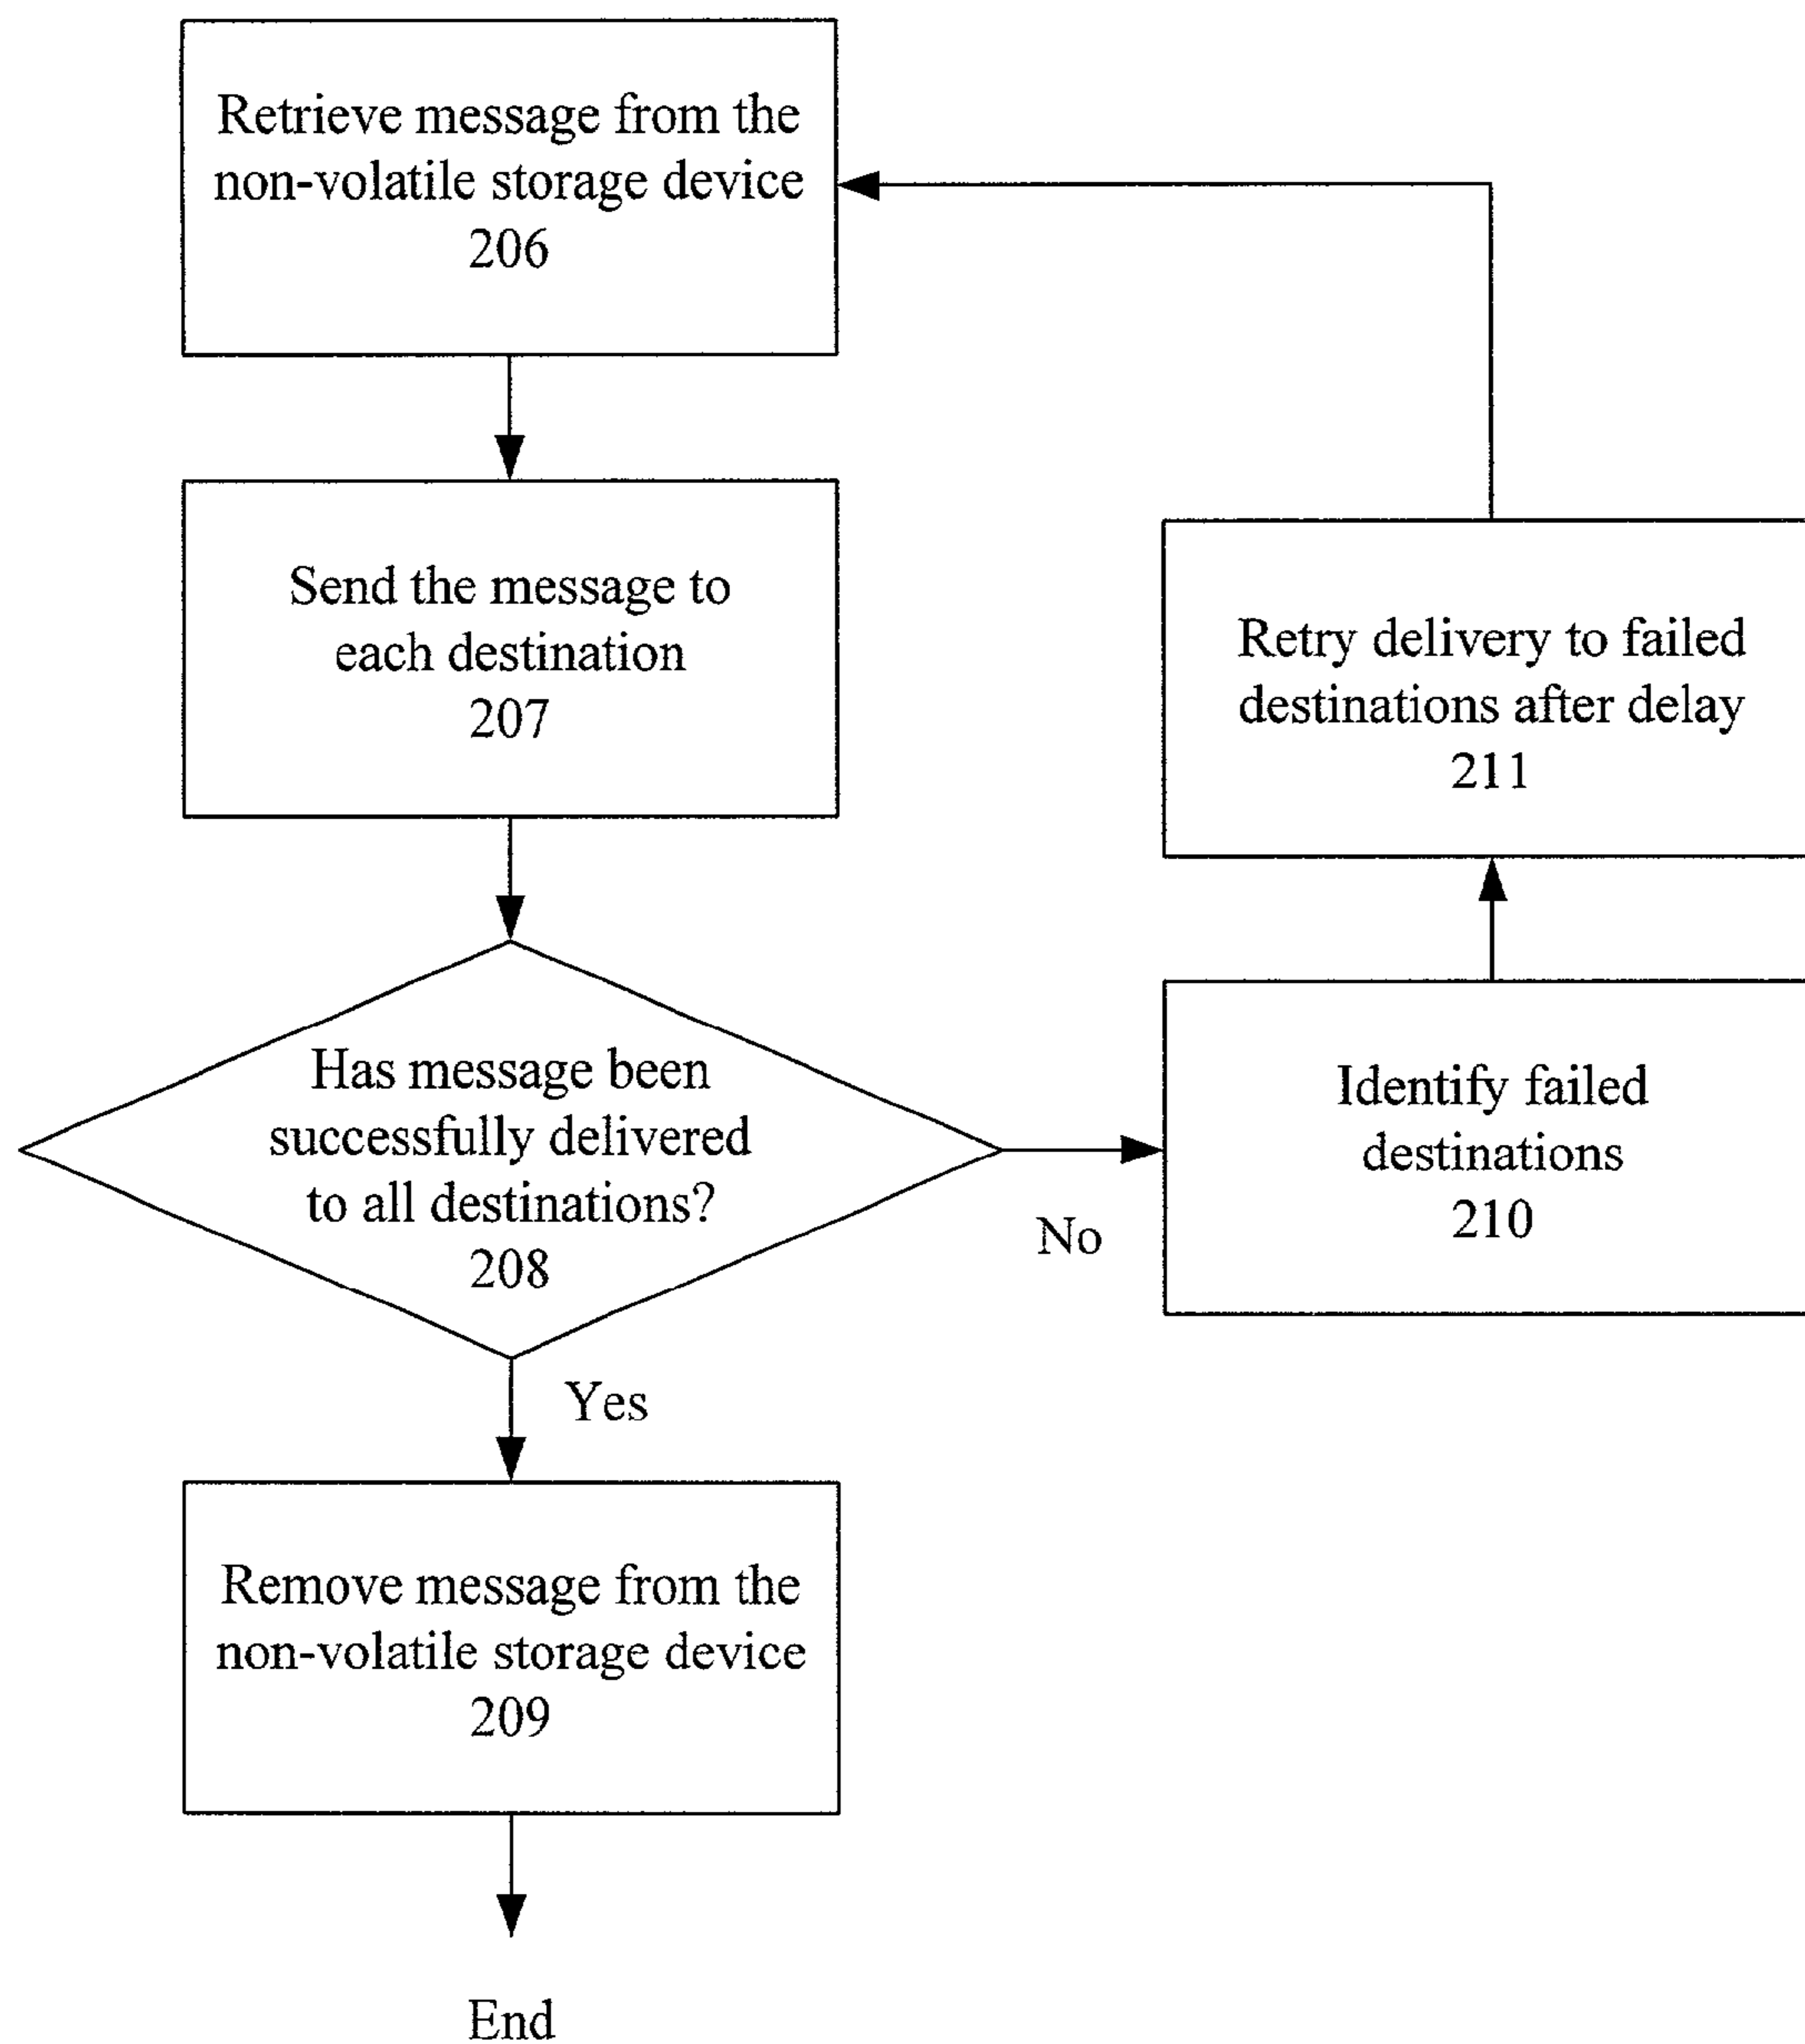 Retrieve message from the
non-volatile storage device
206
Send the message to
each destination
207
Has message been
successfully delivered
to all destinations?
208
No
Yes
Identify failed
destinations
210
Retry delivery to failed
destinations after delay
211
Remove message from the
non-volatile storage device
209
End